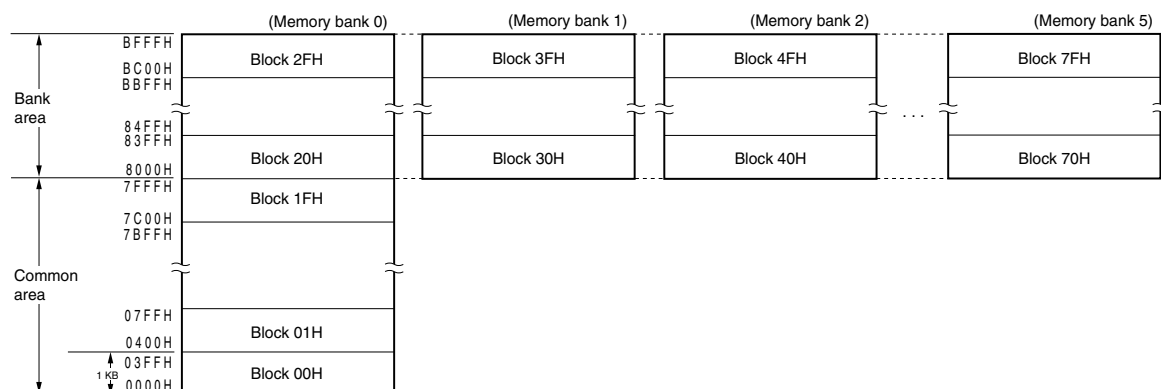 (Memory bank 0) (Memory bank 1) (Memory bank 2) (Memory bank 5)
BFFFH
Block 2FH Block 3FH Block 4FH Block 7FH
BC00H
BBFFH
Bank
area
. . .
84FFH
83FFH
Block 20H Block 30H Block 40H Block 70H
8000H
7FFFH
Block 1FH
7C00H
7BFFH
Common
area
07FFH
Block 01H
0400H
03FFH
1 KB
Block 00H
0000H